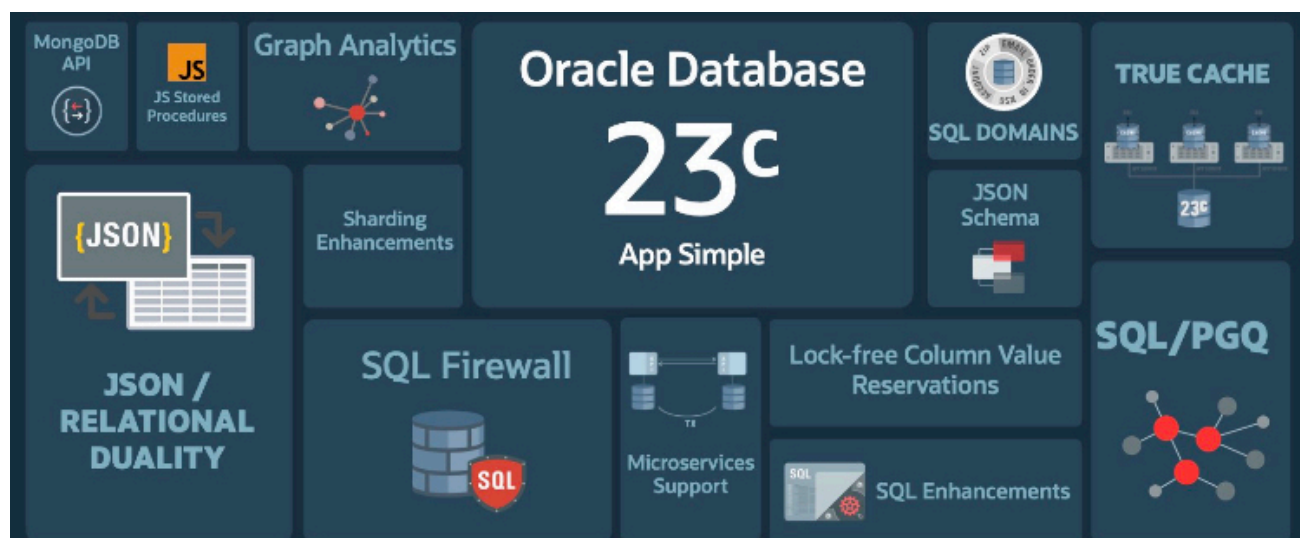 MongoDB
API
JS
JS Stored
Procedures
Graph Analytics
Oracle Database
23c
App Simple
SQL DOMAINS
TRUE CACHE
23c
{JSON}
JSON /
RELATIONAL
DUALITY
Sharding
Enhancements
JSON
Schema
SQL Firewall
SQL
Microservices
Support
Lock-free Column Value
Reservations
SQL
SQL Enhancements
SQL/PGQ